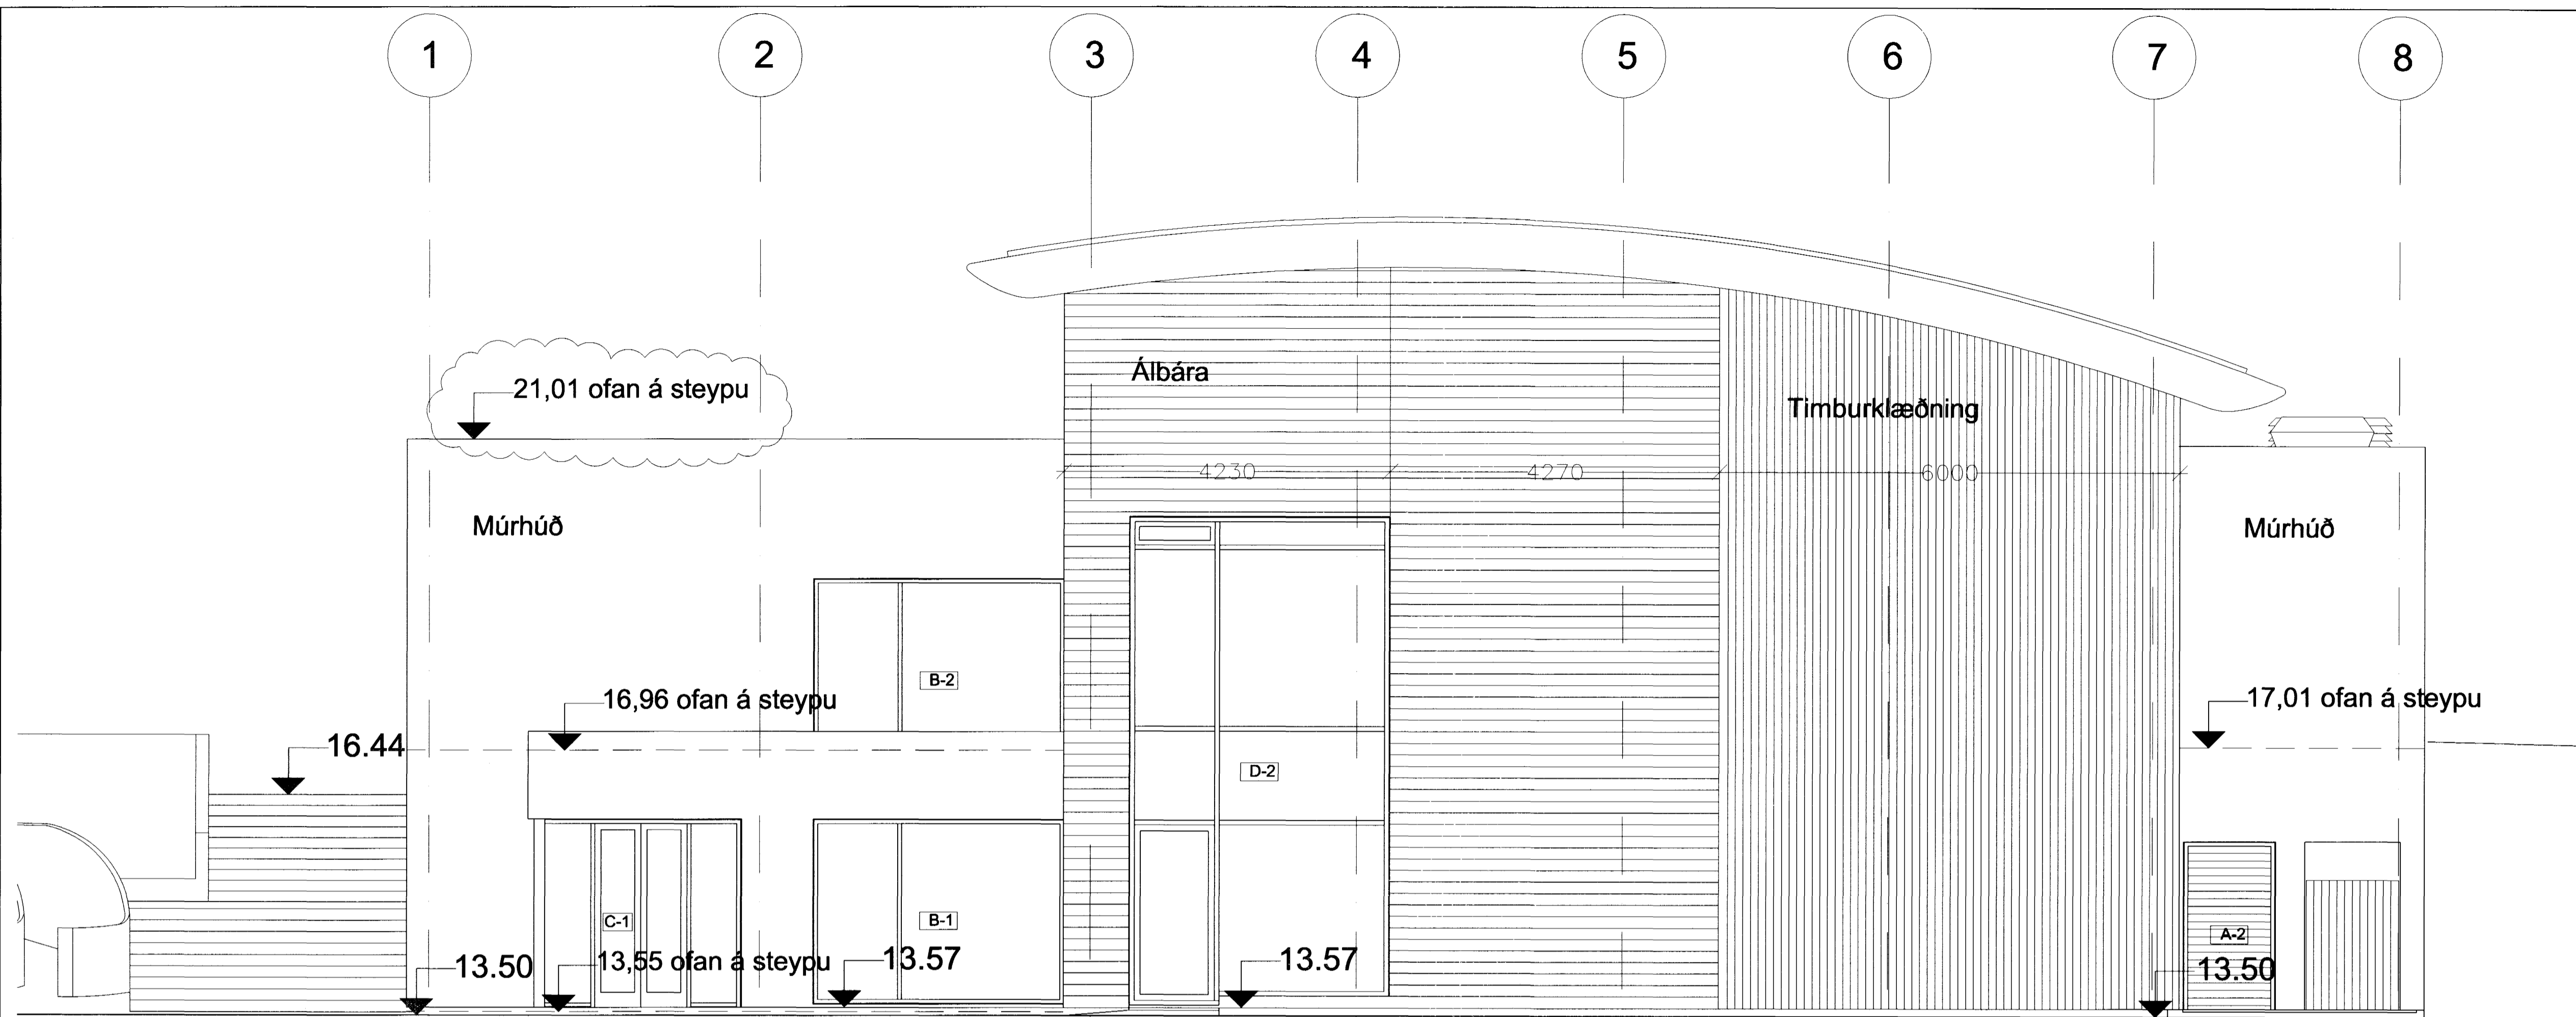 1 2 3 4 5 6 7 8
Álbára
21,01 ofan á steypu
Timburklæðning
4230 4270 6000
Múrhúð
Múrhúð
B-2
16,96 ofan á steypu
17,01 ofan á steypu
16.44
D-2
C-1
B-1
A-2
13.50
13,55 ofan á steypu
13.57
13.57
13.50